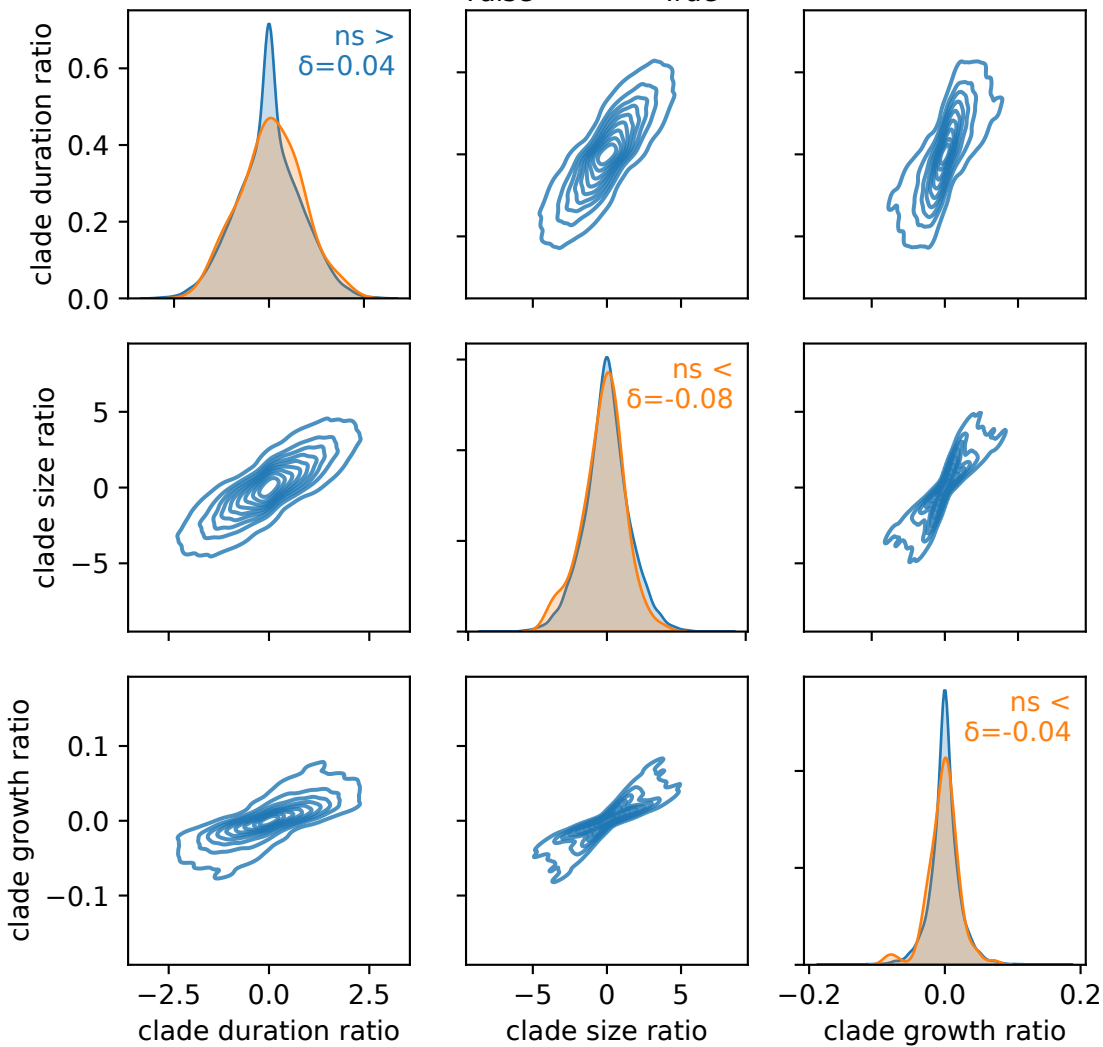 clade duration ratio
0.6
0.4
0.2
0.0
ns >
δ=0.04
clade size ratio
5
0
−5
ns <
δ=-0.08
clade growth ratio
0.1
0.0
−0.1
ns <
δ=-0.04
−2.5 0.0 2.5
−5 0 5
−0.2 0.0 0.2
clade duration ratio
clade size ratio
clade growth ratio